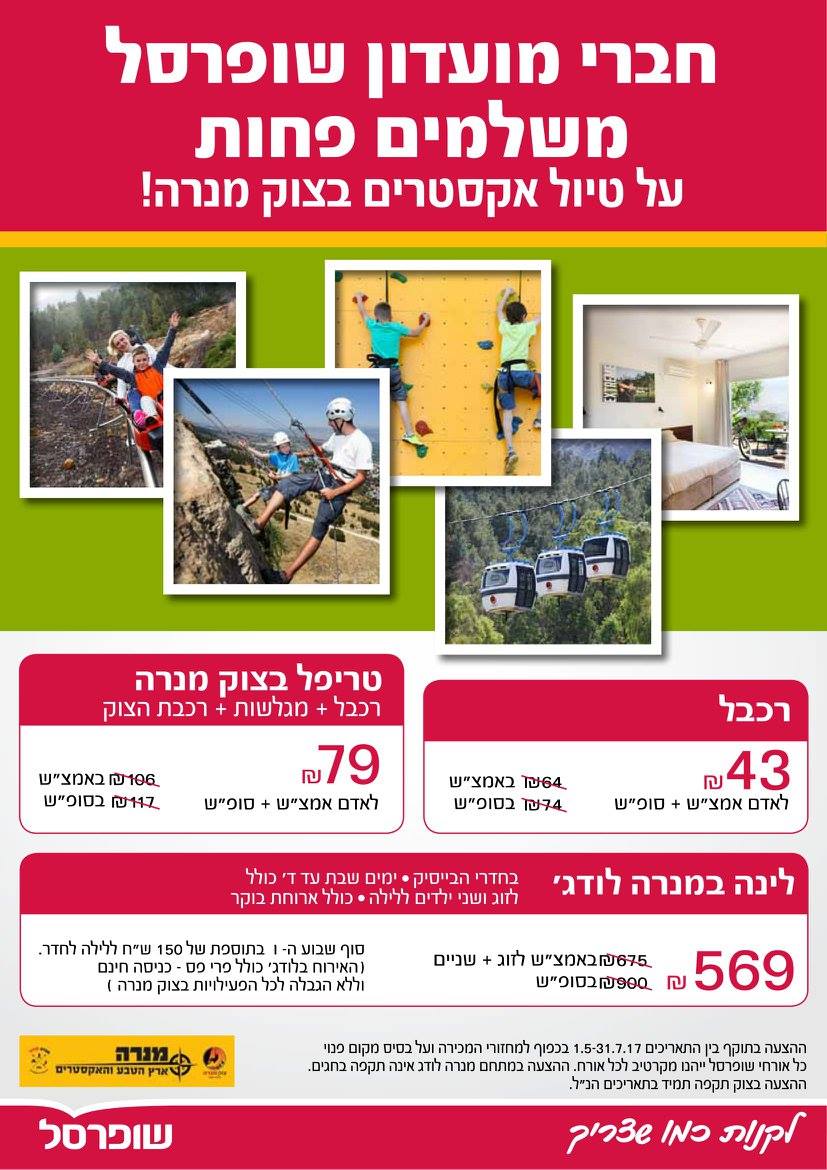 חברי מועדון שופרסל
משלמים פחות
על טיול אקסטרים בצוק מנרה!
EXTREME
רכבל
43 ₪
לאדם אמצ״ש + סופ״ש
64₪ באמצ״ש
74₪ בסופ״ש
טריפל בצוק מנרה
רכבל + מגלשות + רכבת הצוק
79 ₪
לאדם אמצ״ש + סופ״ש
106₪ באמצ״ש
117₪ בסופ״ש
לינה במנרה לודג׳
בחדרי הבייסיק • ימים שבת עד ד׳ כולל
לזוג ושני ילדים ללילה • כולל ארוחת בוקר
569 ₪
675₪ באמצ״ש לזוג + שניים
900₪ בסופ״ש
סוף שבוע ה- ו בתוספת של 150 ש״ח ללילה לחדר.
(האירוח בלודג׳ כולל פרי פס - כניסה חינם
וללא הגבלה לכל הפעילויות בצוק מנרה )
ההצעה בתוקף בין התאריכים 1.5-31.7.17 בכפוף למחזורי המכירה ועל בסיס מקום פנוי
כל אורחי שופרסל ייהנו מקרטיב לכל אורח. ההצעה במתחם מנרה לודג אינה תקפה בחגים.
ההצעה בצוק תקפה תמיד בתאריכים הנ״ל.
מנרה
ארץ הטבע והאקסטרים
לקנות כמו שצריך
שופרסל